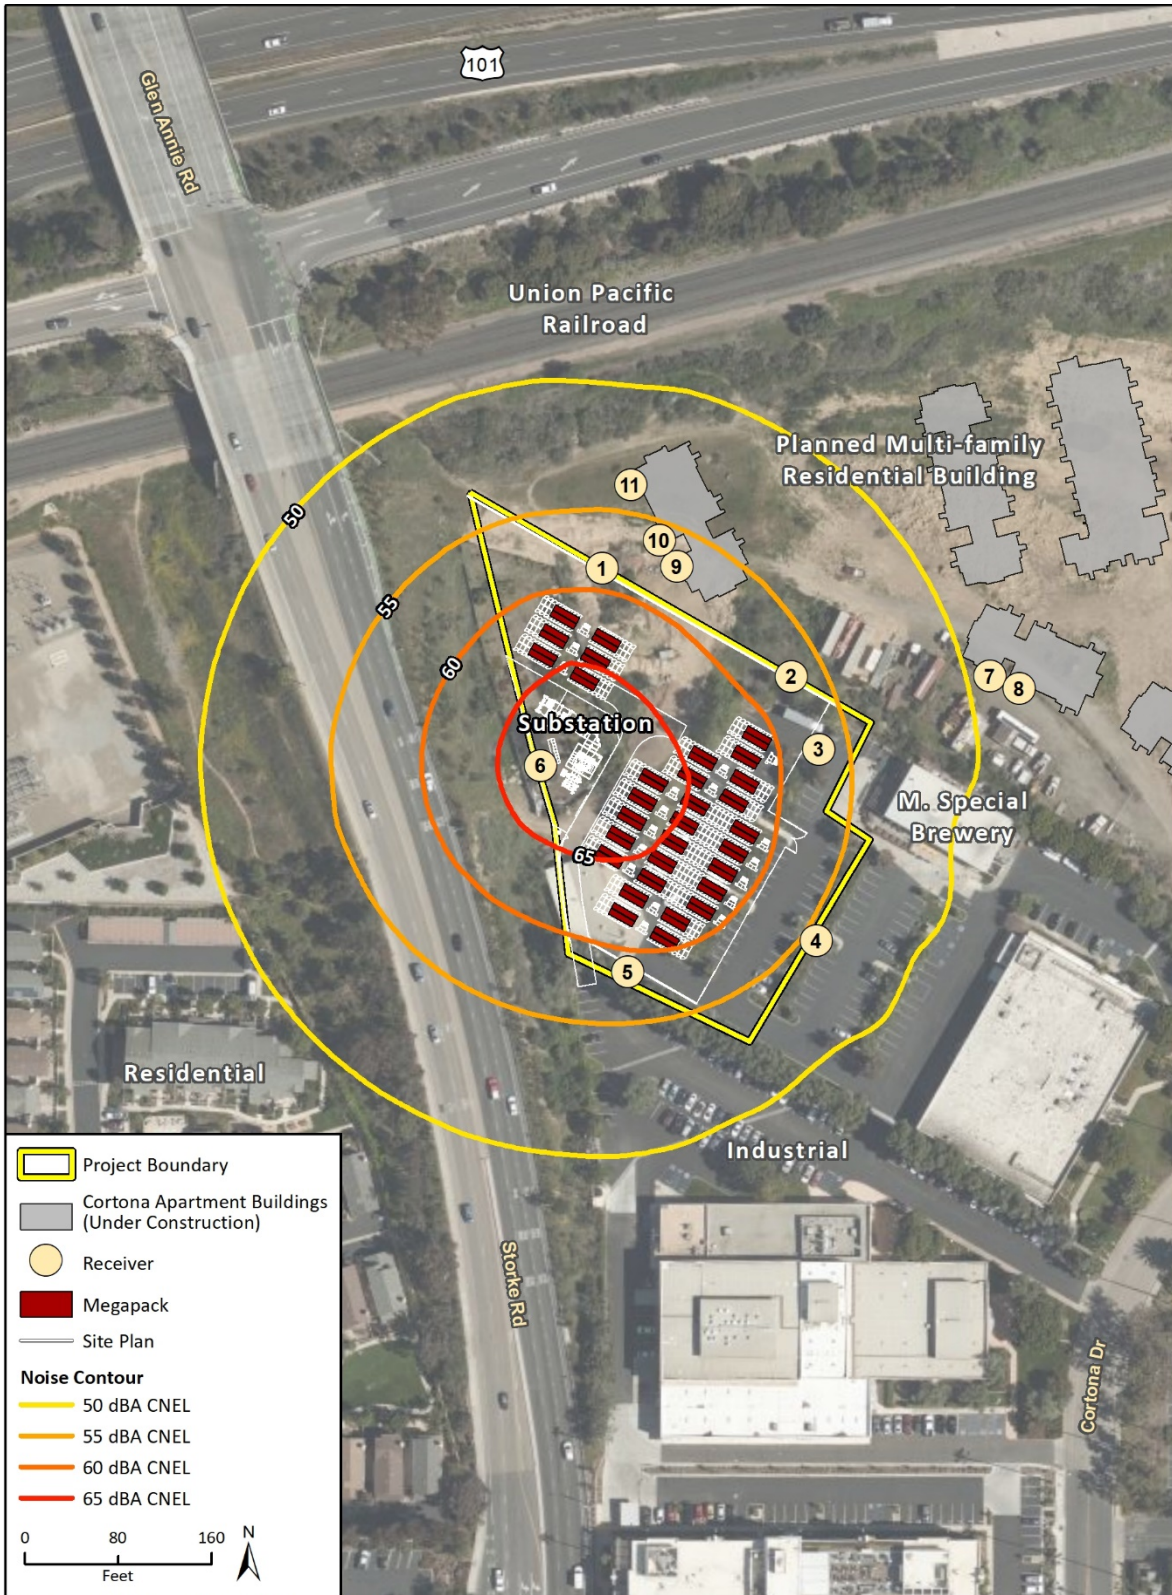 101
Glen Annie Rd
Union Pacific
Railroad
Planned Multi-family
Residential Building
50
11
10
9
1
55
60
2
7
8
Substation
3
6
M. Special
Brewery
65
4
5
Residential
Industrial
Storke Rd
Cortona Dr
Project Boundary
Cortona Apartment Buildings
(Under Construction)
Receiver
Megapack
Site Plan
Noise Contour
50 dBA CNEL
55 dBA CNEL
60 dBA CNEL
65 dBA CNEL
0 80 160
Feet
N